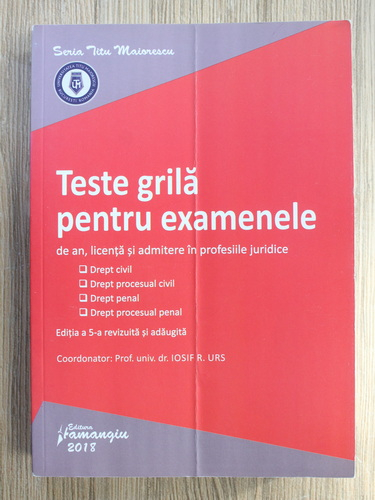 Seria Titu Maiorescu
Teste grilă
pentru examenele
de an, licență și admitere în profesiile juridice
Drept civil
Drept procesual civil
Drept penal
Drept procesual penal
Ediția a 5-a revizuită și adăugită
Coordonator: Prof. univ. dr. IOSIF R. URS
Editura
Hamangiu
2018